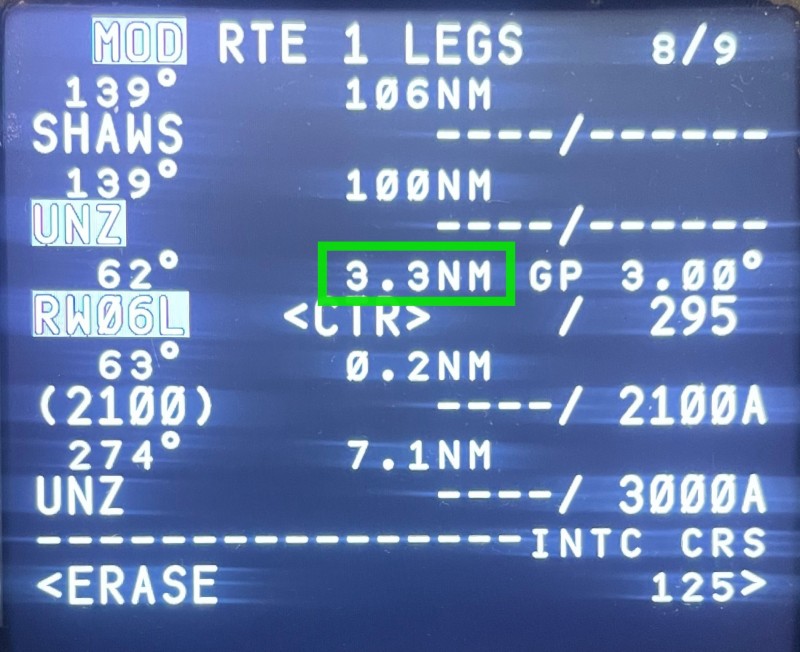 MOD RTE 1 LEGS 8/9
139° 106NM
SHAWS ----/------
139° 100NM
UNZ ----/------
62° 3.3NM GP 3.00°
RW06L <CTR> / 295
63° 0.2NM
(2100) ----/ 2100A
274° 7.1NM
UNZ ----/ 3000A
------------------INTC CRS
<ERASE 125>